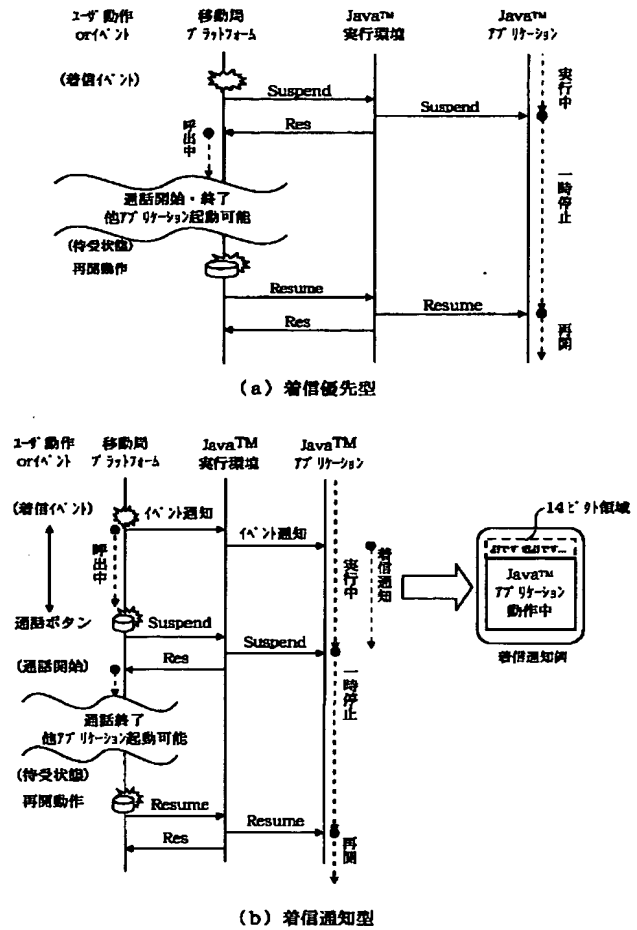 ユーザ動作 移動局 Java™ Java™
orイベント プラットフォーム 実行環境 アプリケーション
(着信イベント)
実行中
Suspend
Suspend
Res
呼出中
一時停止
通話開始・終了
他アプリケーション起動可能
(待受状態)
再開動作
Resume
Resume
Res
再開
(a) 着信優先型
ユーザ動作 移動局 Java™ Java™
orイベント プラットフォーム 実行環境 アプリケーション
(着信イベント)
イベント通知
イベント通知
呼出中
実行中
着信通知
14ドット領域
Java™
アプリケーション
動作中
着信通知例
通話ボタン
Suspend
Suspend
Res
(通話開始)
一時停止
通話終了
他アプリケーション起動可能
(待受状態)
再開動作
Resume
Resume
Res
再開
(b) 着信通知型